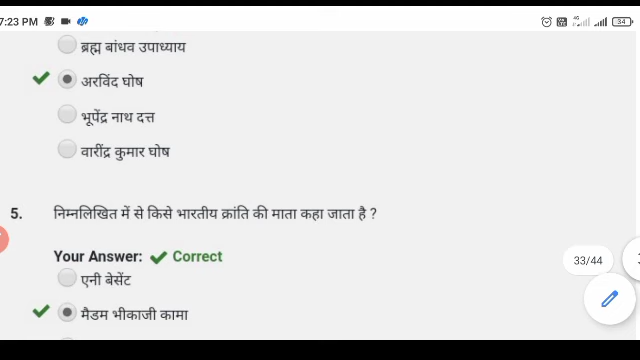 7:23 PM
34
ब्रह्म बांधव उपाध्याय
अरविंद घोष
भूपेंद्र नाथ दत्त
वारींद्र कुमार घोष
5. निम्नलिखित में से किसे भारतीय क्रांति की माता कहा जाता है ?
Your Answer: Correct
33/44
एनी बेसेंट
मैडम भीकाजी कामा